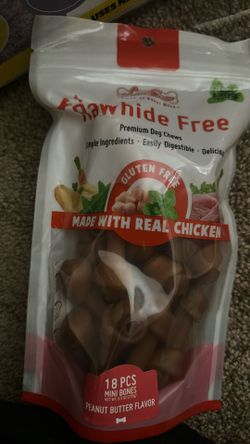 USES N
Rawhide Free
Premium Dog Chews
Simple Ingredients · Easily Digestible · Delicious
GLUTEN FREE
MADE WITH REAL CHICKEN
18 PCS
MINI BONES
PEANUT BUTTER FLAVOR